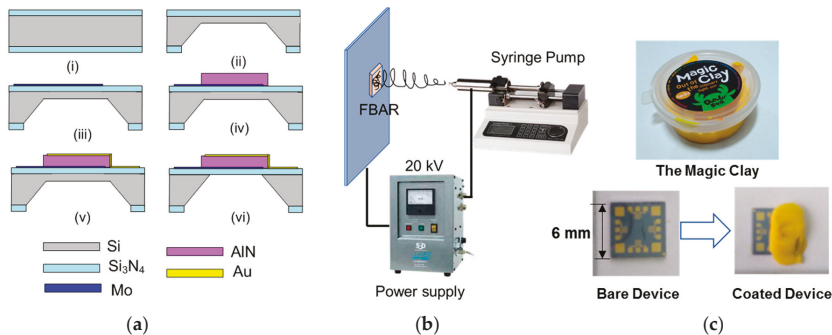 (i)
(ii)
(iii)
(iv)
(v)
(vi)
Si
Si₃N₄
Mo
AlN
Au
(a)
FBAR
Syringe Pump
20 kV
Power supply
(b)
Magic
Clay
The Magic Clay
6 mm
Bare Device
Coated Device
(c)